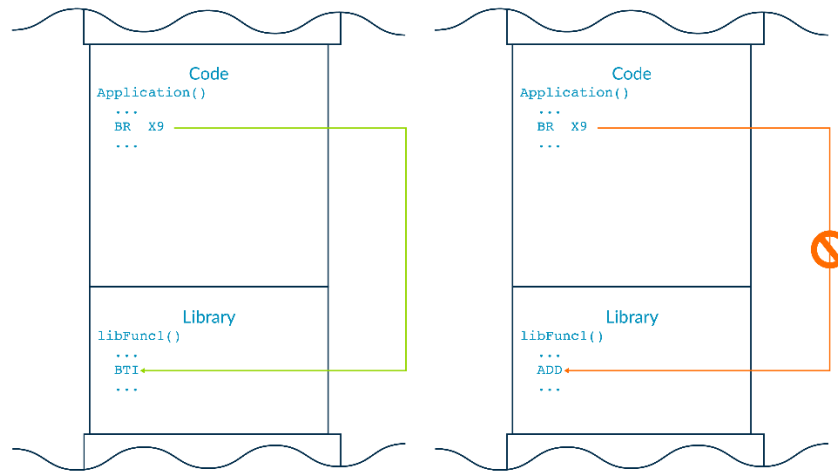 Code
Application()
...
BR X9
...
Library
libFunc1()
...
BTI
...
Code
Application()
...
BR X9
...
Library
libFunc1()
...
ADD
...